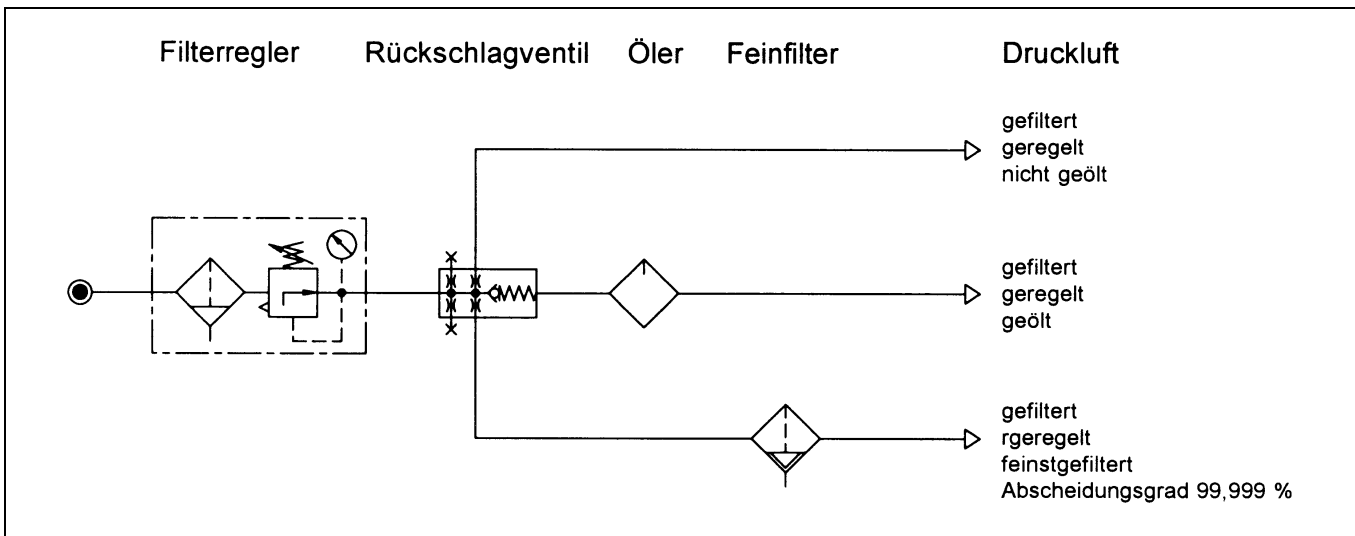 Filterregler Rückschlagventil Öler Feinfilter Druckluft
gefiltert
geregelt
nicht geölt
gefiltert
geregelt
geölt
gefiltert
rgeregelt
feinstgefiltert
Abscheidungsgrad 99,999 %